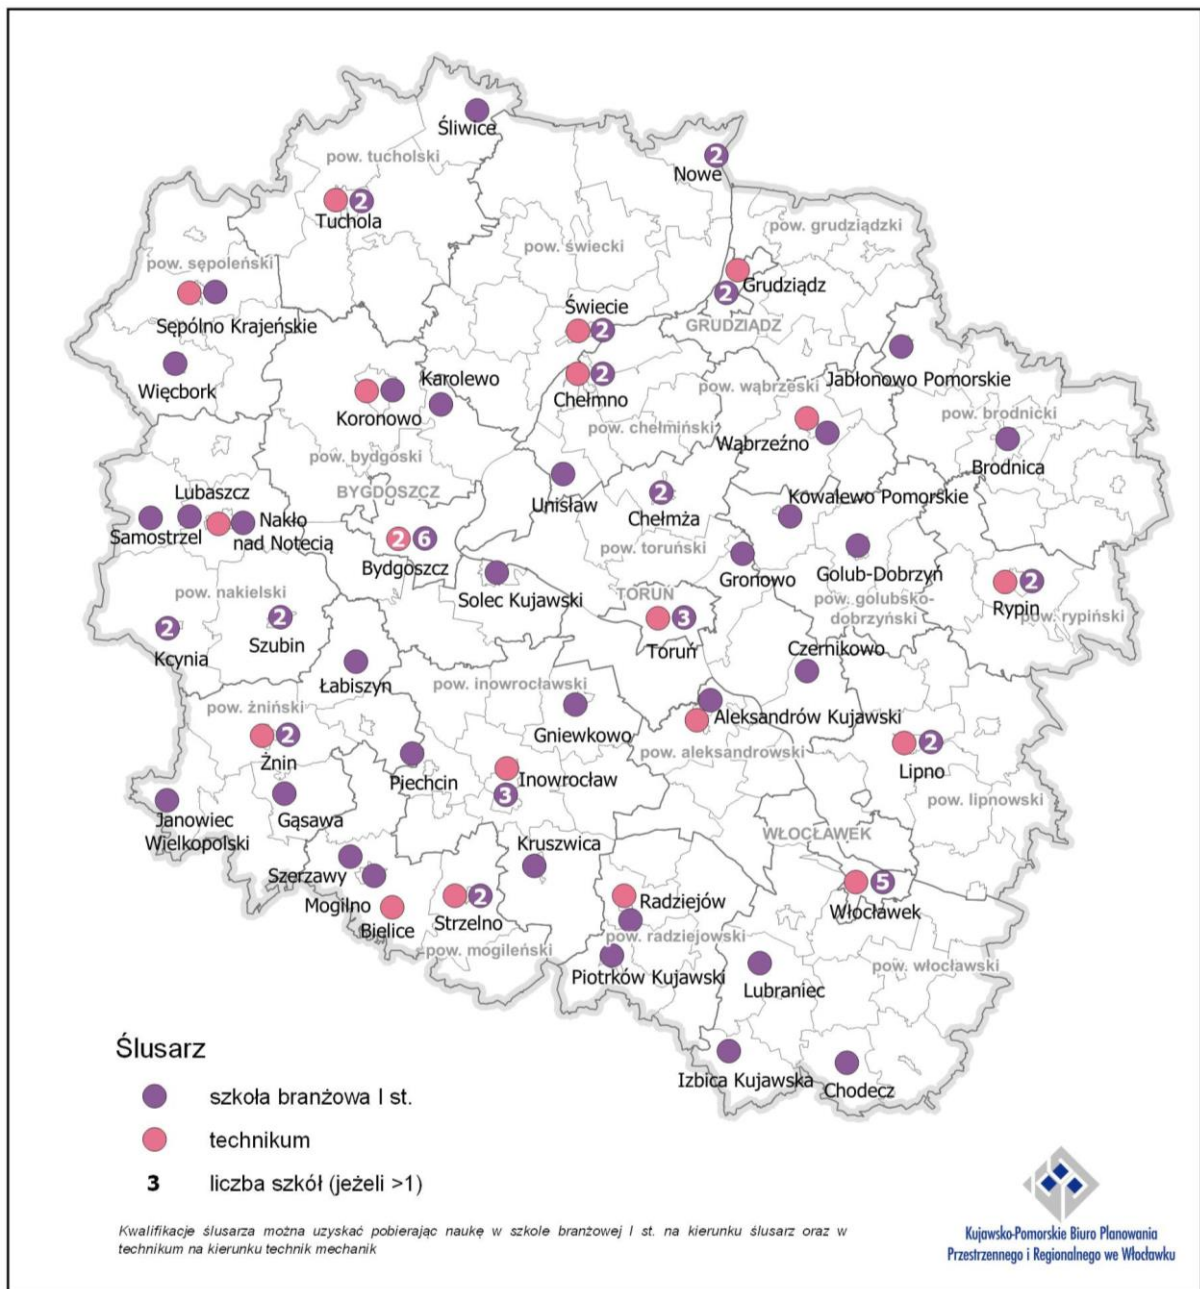 Śliwice
pow. tucholski
2
Nowe
2
Tuchola
pow. grudziądzki
pow. świecki
pow. sępoleński
Grudziądz
2
Sępólno Krajeńskie
Świecie
2
GRUDZIĄDZ
Więcbork
Karolewo
2
Chełmno
Jabłonowo Pomorskie
pow. wąbrzeski
Koronowo
pow. brodnicki
pow. chełmiński
Wąbrzeźno
pow. bydgoski
Brodnica
Lubaszcz
BYGDOSZCZ
Unisław
2
Chełmża
Kowalewo Pomorskie
Samostrzel
Nakło
nad Notecią
2 6
Bydgoszcz
pow. toruński
Gronowo
Golub-Dobrzyń
pow. nakielski
Solec Kujawski
TORUŃ
pow. golubsko-
dobrzyński
2
Rypin
pow. rypiński
2
Kcynia
2
Szubin
3
Toruń
Czernikowo
Łabiszyn
pow. inowrocławski
pow. żniński
Gniewkowo
Aleksandrów Kujawski
2
Żnin
pow. aleksandrowski
2
Lipno
Piechcin
Inowrocław
3
pow. lipnowski
Janowiec
Wielkopolski
Gąsawa
WŁOCŁAWEK
Kruszwica
Szerzawy
Mogilno
Bielice
2
Strzelno
Radziejów
5
Włocławek
pow. mogileński
pow. radziejowski
Piotrków Kujawski
Lubraniec
pow. włocławski
Izbica Kujawska
Chodecz
Ślusarz
szkoła branżowa I st.
technikum
3 liczba szkół (jeżeli >1)
Kwalifikacje ślusarza można uzyskać pobierając naukę w szkole branżowej I st. na kierunku ślusarz oraz w
technikum na kierunku technik mechanik
Kujawsko-Pomorskie Biuro Planowania
Przestrzennego i Regionalnego we Włocławku